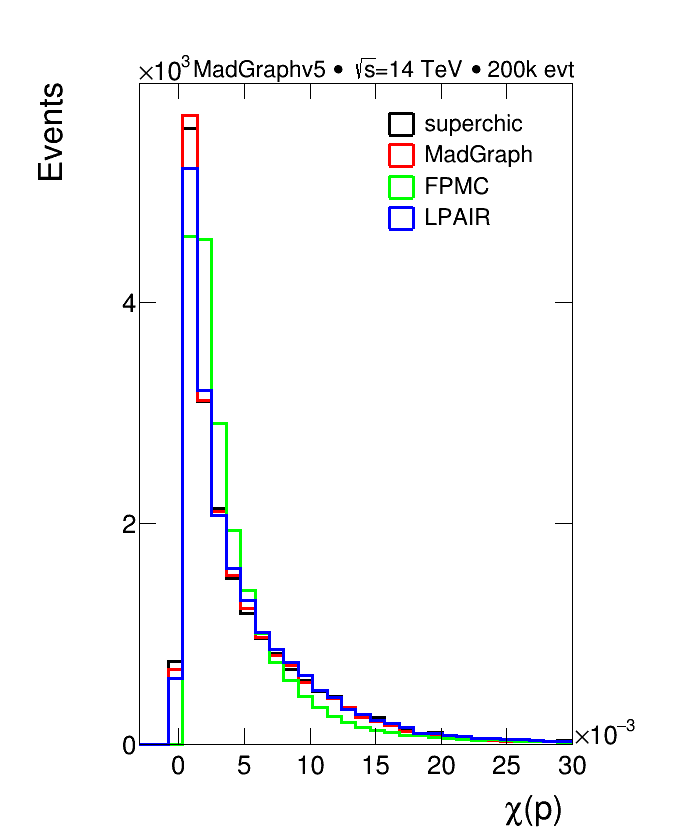 ×10³ MadGraphv5 • √s=14 TeV • 200k evt
Events
superchic
MadGraph
FPMC
LPAIR
4
2
0
0 5 10 15 20 25 30
×10⁻³
χ(p)